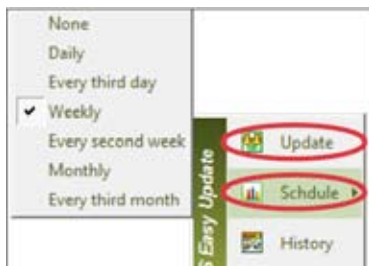 None
Daily
Every third day
Weekly
Every second week
Monthly
Every third month
Easy Update
Update
Schdule
History